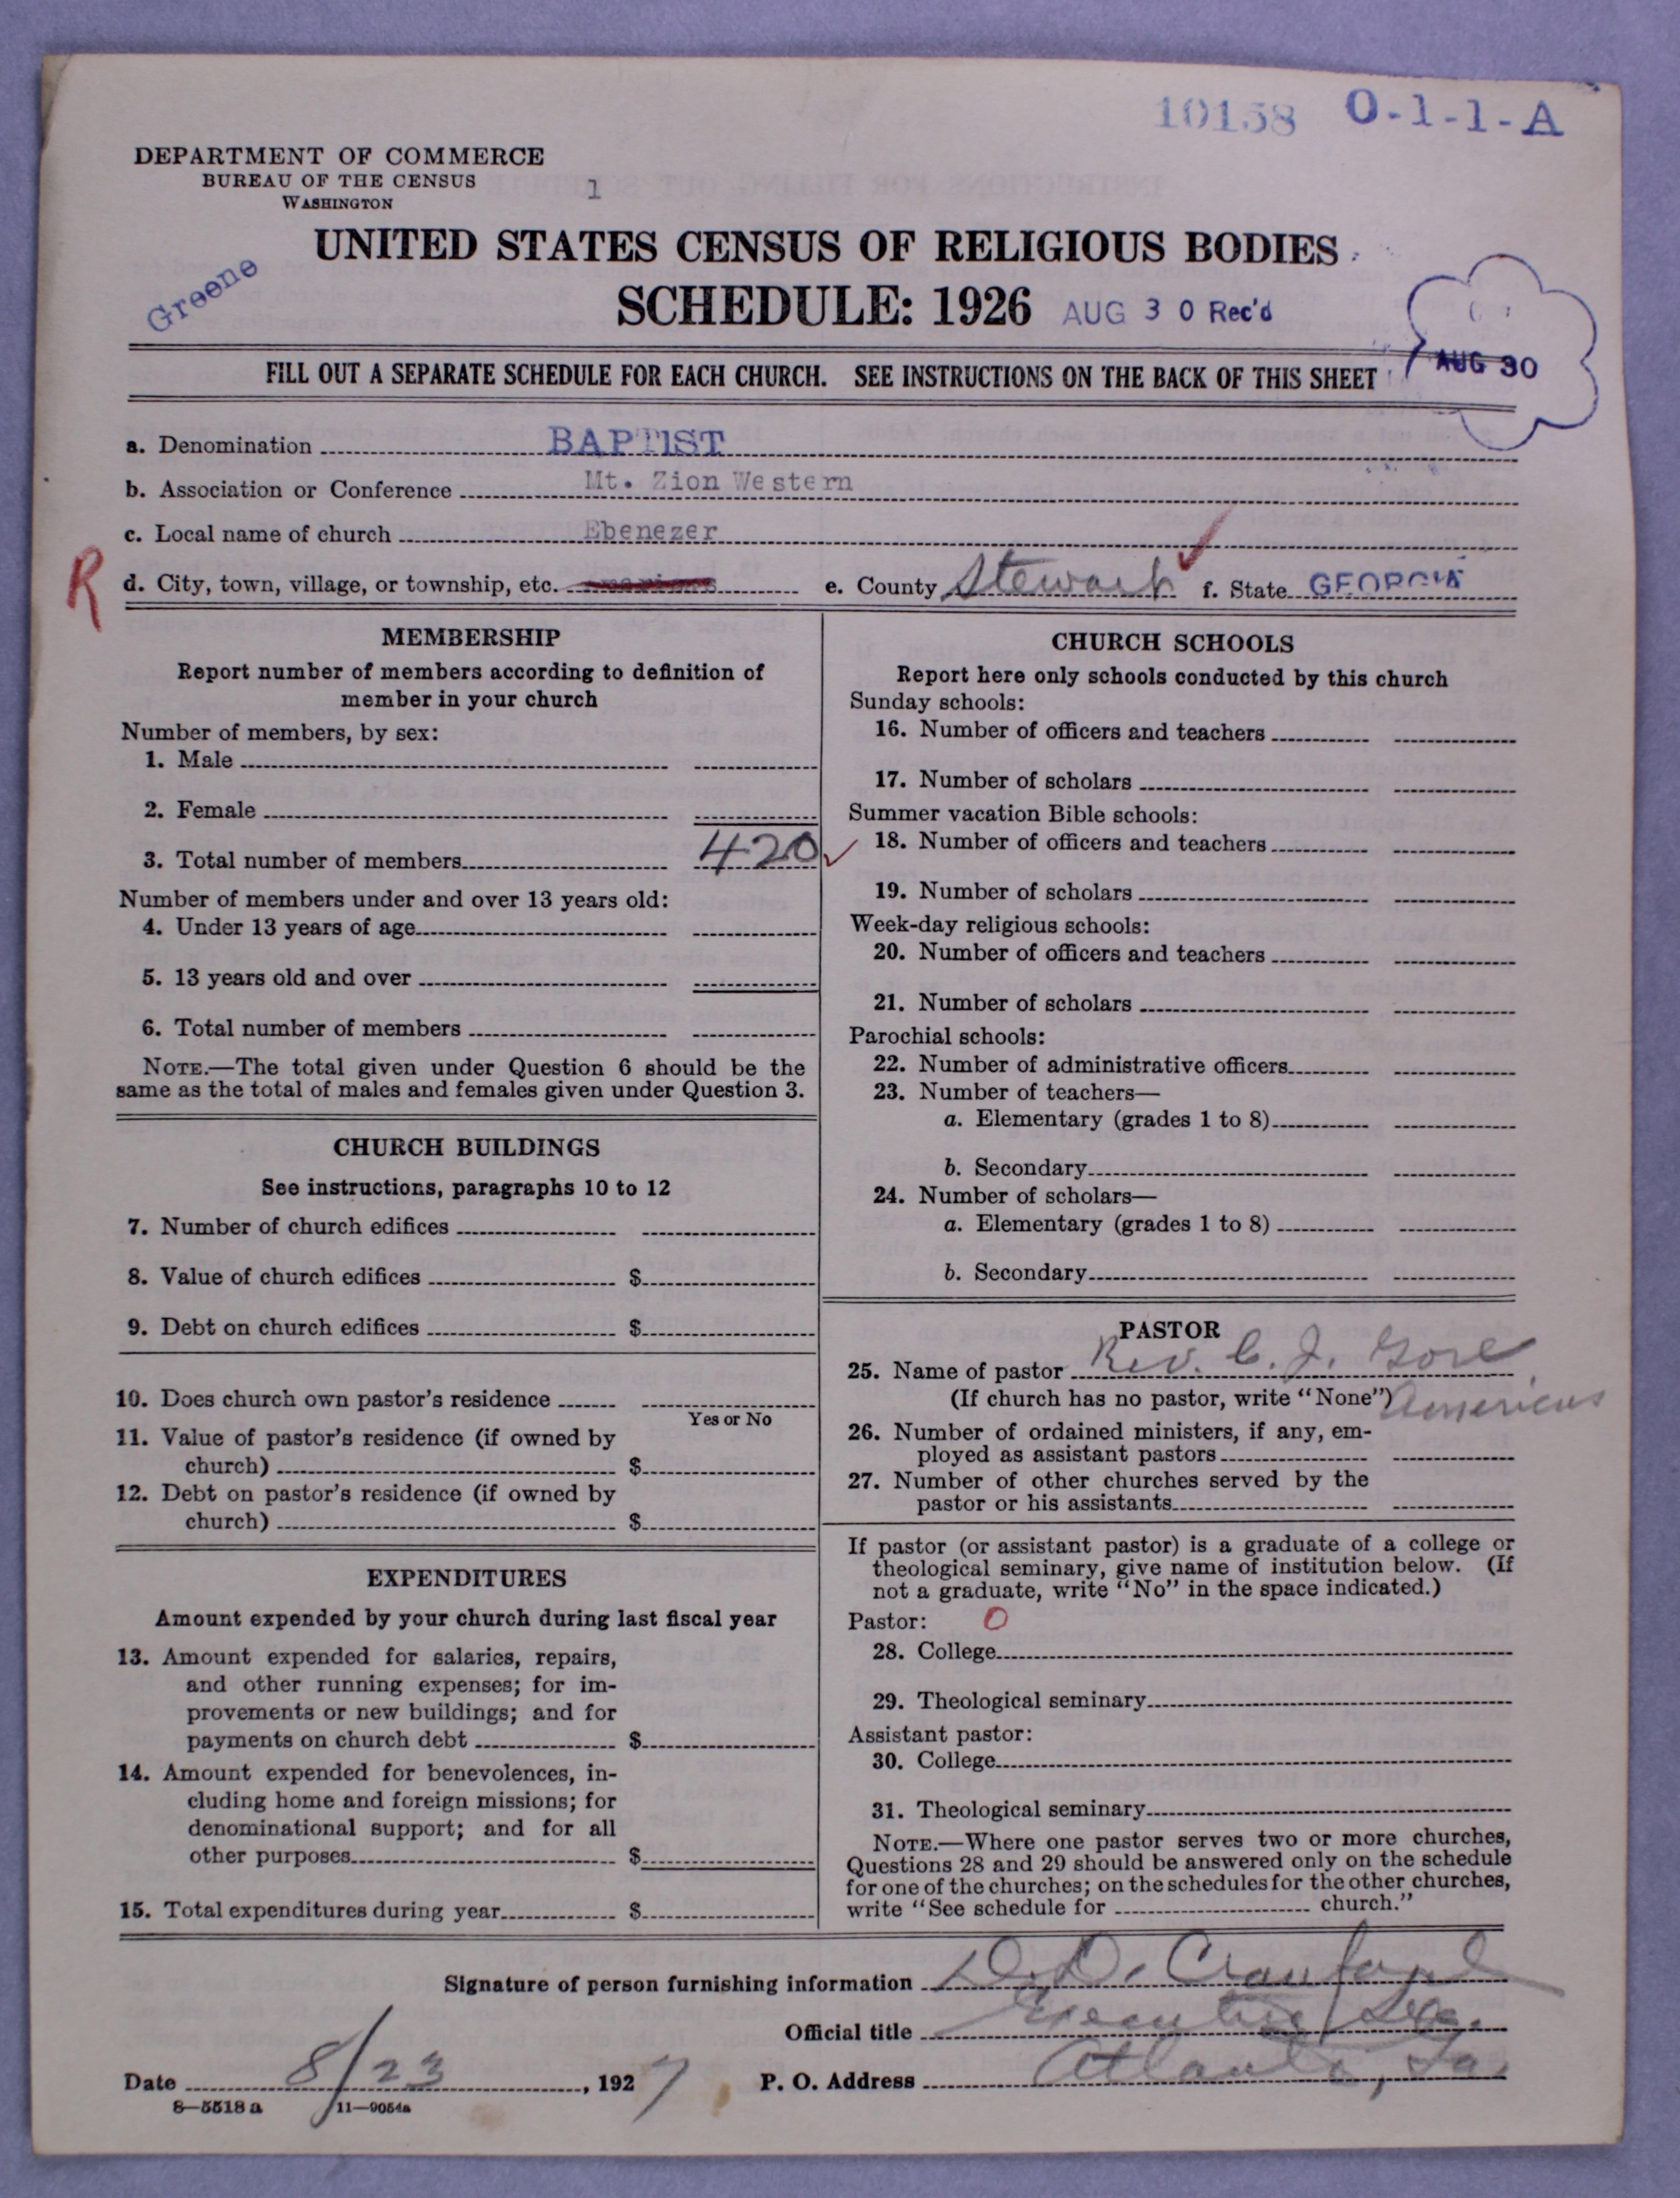 10158 O-1-1-A
DEPARTMENT OF COMMERCE
BUREAU OF THE CENSUS
WASHINGTON
1
UNITED STATES CENSUS OF RELIGIOUS BODIES
Greene
SCHEDULE: 1926 AUG 30 Rec'd
AUG 30
FILL OUT A SEPARATE SCHEDULE FOR EACH CHURCH. SEE INSTRUCTIONS ON THE BACK OF THIS SHEET
a. Denomination BAPTIST
b. Association or Conference Mt. Zion Western
c. Local name of church Ebenezer
R
d. City, town, village, or township, etc. e. County Stewart f. State GEORGIA
MEMBERSHIP
Report number of members according to definition of
member in your church
Number of members, by sex:
1. Male
2. Female
3. Total number of members 420
Number of members under and over 13 years old:
4. Under 13 years of age
5. 13 years old and over
6. Total number of members
NOTE.—The total given under Question 6 should be the
same as the total of males and females given under Question 3.
CHURCH BUILDINGS
See instructions, paragraphs 10 to 12
7. Number of church edifices
8. Value of church edifices $
9. Debt on church edifices $
10. Does church own pastor's residence
Yes or No
11. Value of pastor's residence (if owned by
church) $
12. Debt on pastor's residence (if owned by
church) $
EXPENDITURES
Amount expended by your church during last fiscal year
13. Amount expended for salaries, repairs,
and other running expenses; for im-
provements or new buildings; and for
payments on church debt $
14. Amount expended for benevolences, in-
cluding home and foreign missions; for
denominational support; and for all
other purposes $
15. Total expenditures during year $
CHURCH SCHOOLS
Report here only schools conducted by this church
Sunday schools:
16. Number of officers and teachers
17. Number of scholars
Summer vacation Bible schools:
18. Number of officers and teachers
19. Number of scholars
Week-day religious schools:
20. Number of officers and teachers
21. Number of scholars
Parochial schools:
22. Number of administrative officers
23. Number of teachers—
a. Elementary (grades 1 to 8)
b. Secondary
24. Number of scholars—
a. Elementary (grades 1 to 8)
b. Secondary
PASTOR
25. Name of pastor Rev. C. J. Gore
(If church has no pastor, write "None") Americus
26. Number of ordained ministers, if any, em-
ployed as assistant pastors
27. Number of other churches served by the
pastor or his assistants
If pastor (or assistant pastor) is a graduate of a college or
theological seminary, give name of institution below. (If
not a graduate, write "No" in the space indicated.)
Pastor: 0
28. College
29. Theological seminary
Assistant pastor:
30. College
31. Theological seminary
NOTE.—Where one pastor serves two or more churches,
Questions 28 and 29 should be answered only on the schedule
for one of the churches; on the schedules for the other churches,
write "See schedule for church."
Signature of person furnishing information D. D. Crawford
Official title Executive Sec.
Date 8/23, 1927 P. O. Address Atlanta, Ga.
8—5518 a 11—9054a